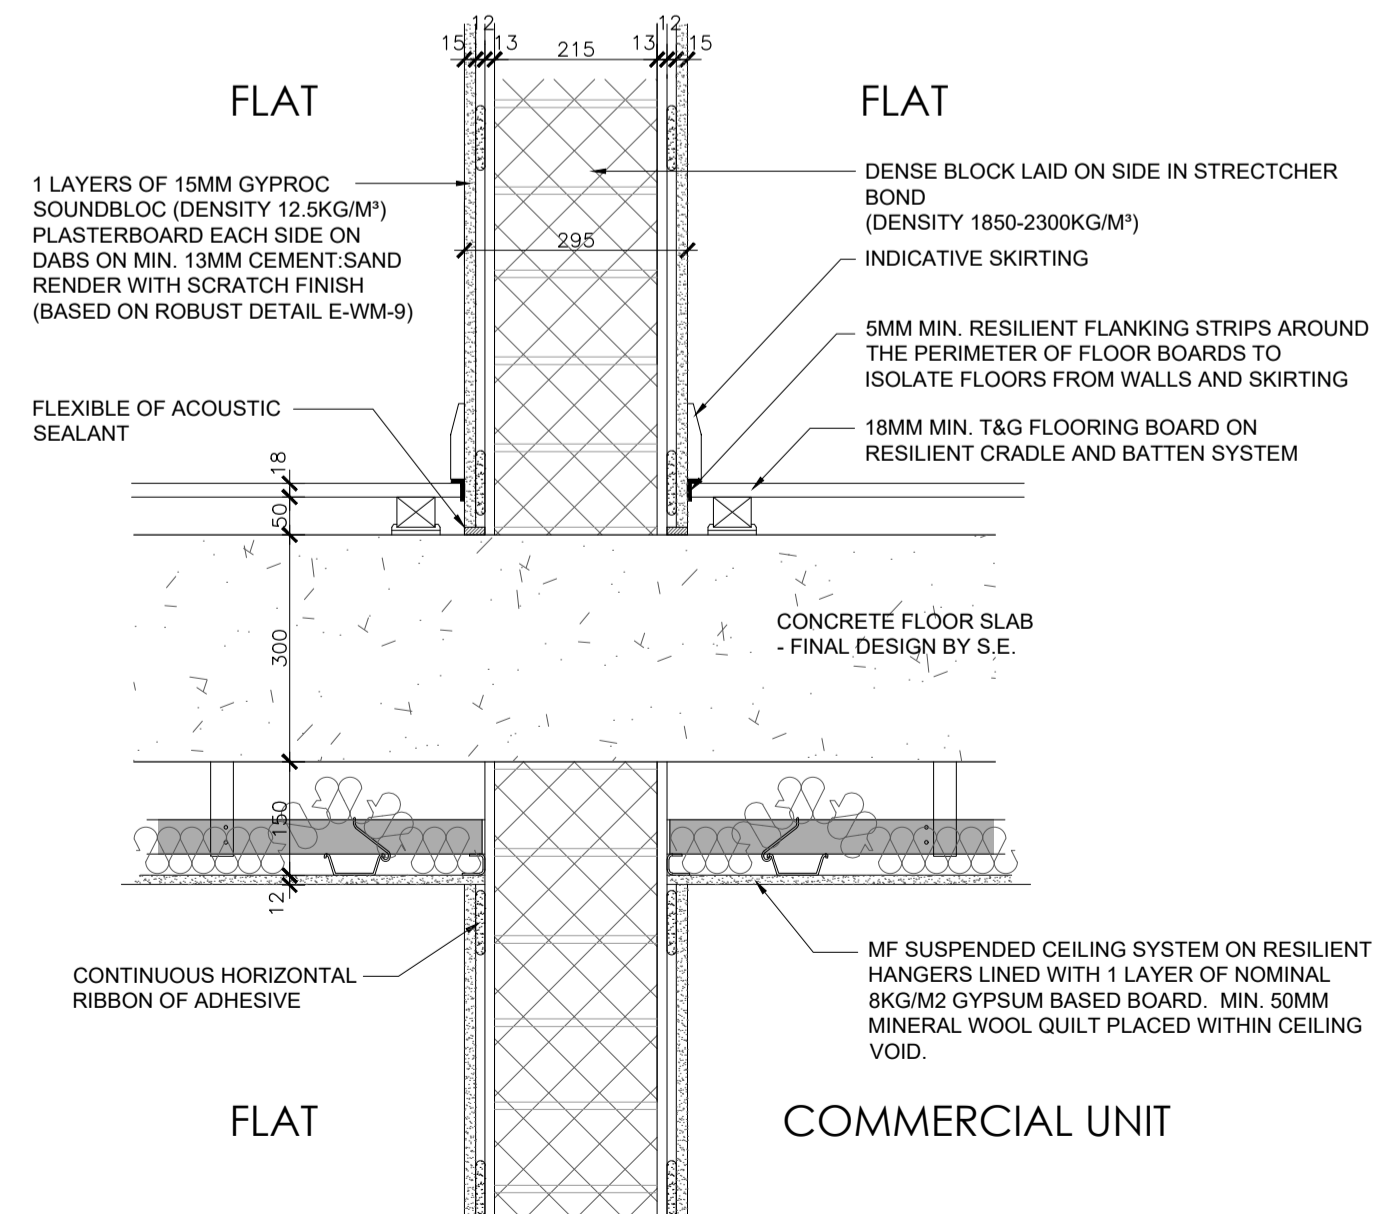 12
12
15
13
215
13
15
FLAT
FLAT
1 LAYERS OF 15MM GYPROC
SOUNDBLOC (DENSITY 12.5KG/M³)
PLASTERBOARD EACH SIDE ON
DABS ON MIN. 13MM CEMENT:SAND
RENDER WITH SCRATCH FINISH
(BASED ON ROBUST DETAIL E-WM-9)
DENSE BLOCK LAID ON SIDE IN STRECTCHER
BOND
(DENSITY 1850-2300KG/M³)
295
INDICATIVE SKIRTING
5MM MIN. RESILIENT FLANKING STRIPS AROUND
THE PERIMETER OF FLOOR BOARDS TO
ISOLATE FLOORS FROM WALLS AND SKIRTING
FLEXIBLE OF ACOUSTIC
SEALANT
18MM MIN. T&G FLOORING BOARD ON
RESILIENT CRADLE AND BATTEN SYSTEM
18
50
300
CONCRETE FLOOR SLAB
- FINAL DESIGN BY S.E.
150
12
CONTINUOUS HORIZONTAL
RIBBON OF ADHESIVE
MF SUSPENDED CEILING SYSTEM ON RESILIENT
HANGERS LINED WITH 1 LAYER OF NOMINAL
8KG/M2 GYPSUM BASED BOARD. MIN. 50MM
MINERAL WOOL QUILT PLACED WITHIN CEILING
VOID.
FLAT
COMMERCIAL UNIT